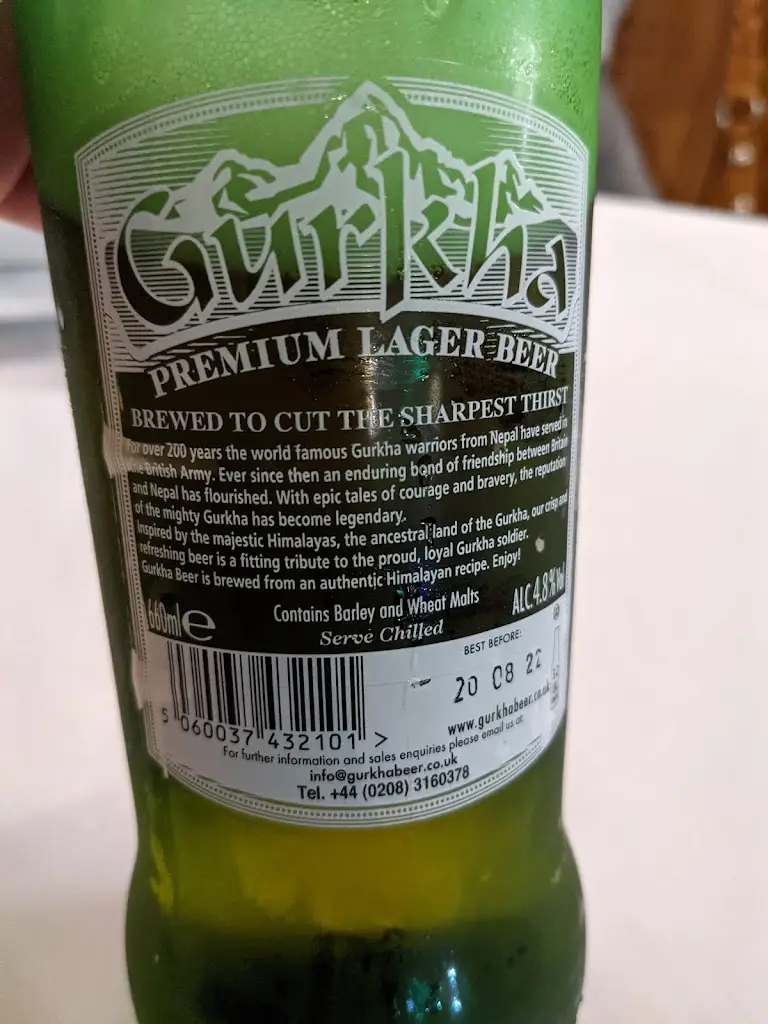 Gurkha
PREMIUM LAGER BEER
BREWED TO CUT THE SHARPEST THIRST
For over 200 years the world famous Gurkha warriors from Nepal have served in
the British Army. Ever since then an enduring bond of friendship between Britain
and Nepal has flourished. With epic tales of courage and bravery, the reputation
of the mighty Gurkha has become legendary.
Inspired by the majestic Himalayas, the ancestral land of the Gurkha, our crisp and
refreshing beer is a fitting tribute to the proud, loyal Gurkha soldier.
Gurkha Beer is brewed from an authentic Himalayan recipe. Enjoy!
660ml e
Contains Barley and Wheat Malts
ALC.4.8%Vol
Serve Chilled
BEST BEFORE:
20 08 22
5 060037 432101 >
www.gurkhabeer.co.uk
For further information and sales enquiries please email us at:
info@gurkhabeer.co.uk
Tel. +44 (0208) 3160378